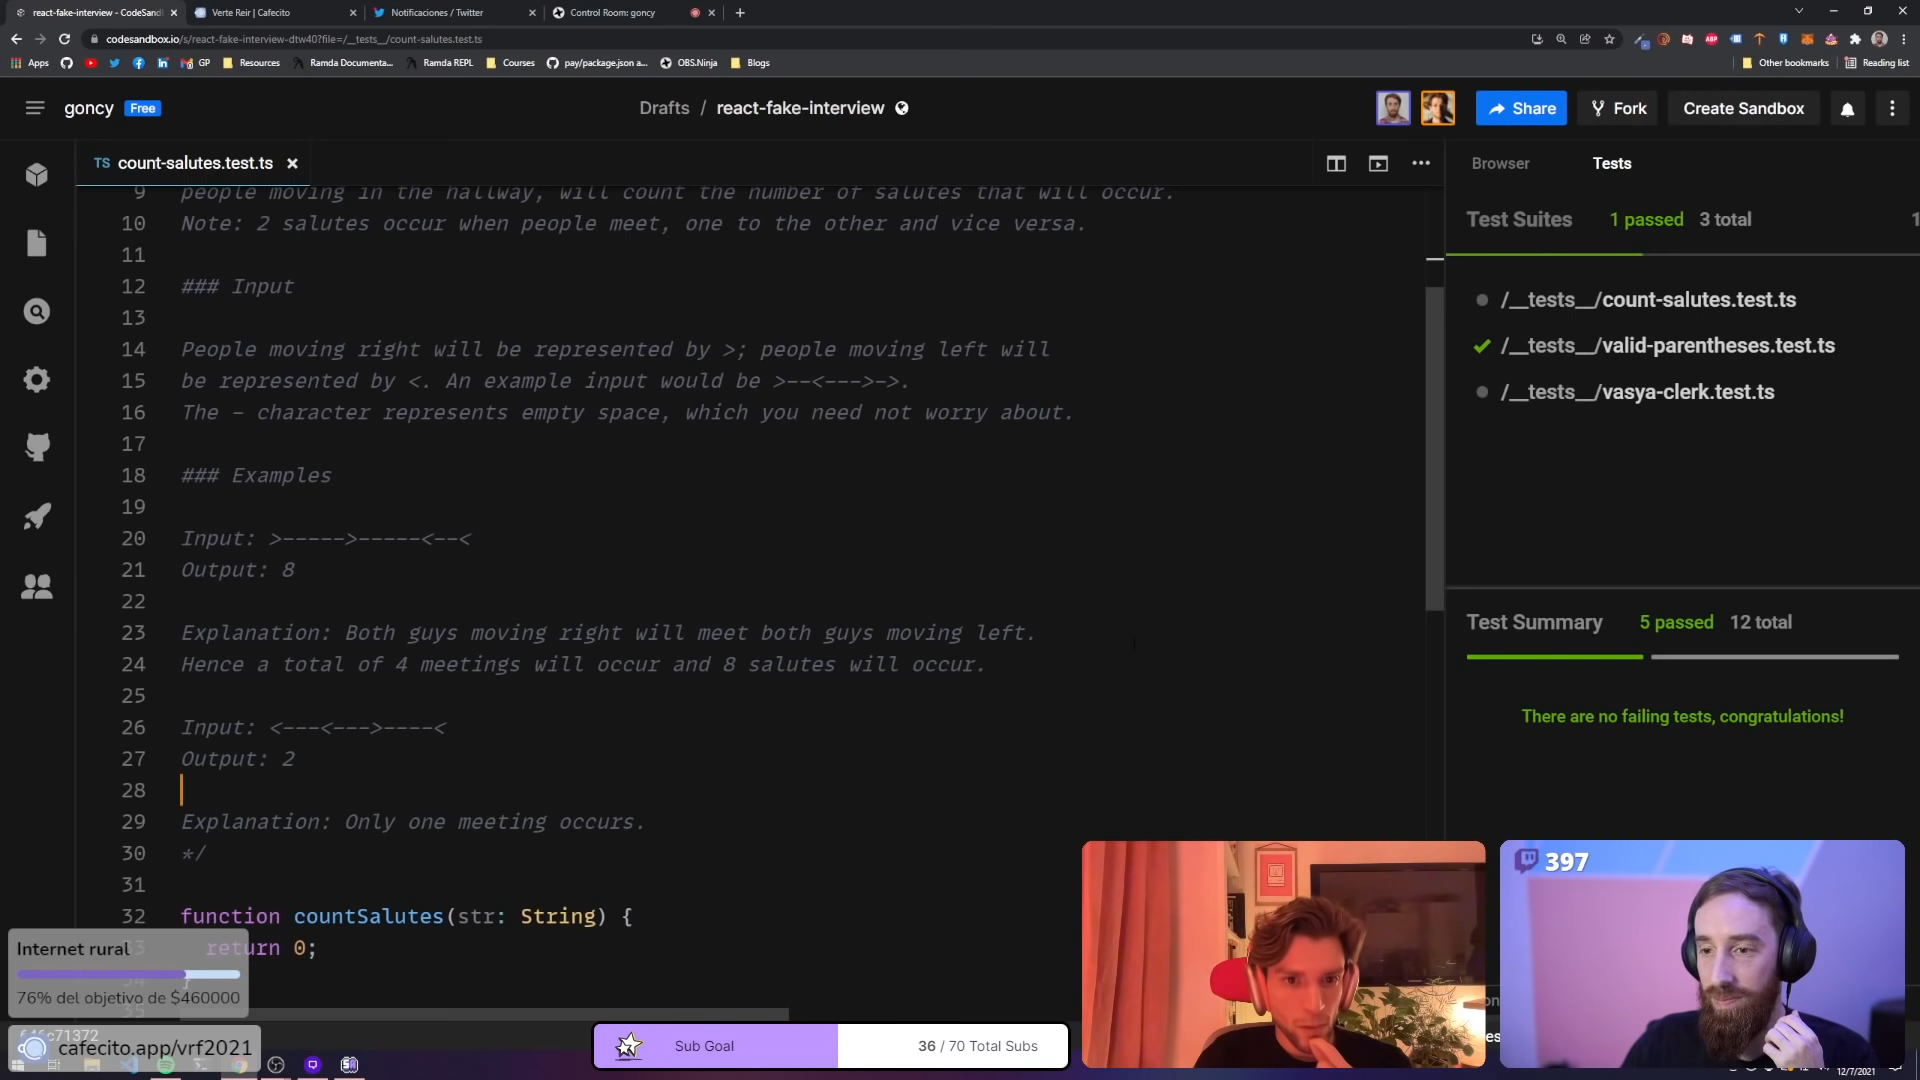 react-fake-interview - CodeSand
Verte Reir | Cafecito
Notificaciones / Twitter
Control Room: goncy
codesandbox.io/s/react-fake-interview-dtw40?file=/__tests__/count-salutes.test.ts
Apps
GP
Resources
Ramda Documenta...
Ramda REPL
Courses
pay/package.json a...
OBS.Ninja
Blogs
Other bookmarks
Reading list
goncy Free
Drafts / react-fake-interview
Share
Fork
Create Sandbox
TS count-salutes.test.ts
Browser
Tests
9 people moving in the hallway, will count the number of salutes that will occur.
10 Note: 2 salutes occur when people meet, one to the other and vice versa.
11
12 ### Input
13
14 People moving right will be represented by >; people moving left will
15 be represented by <. An example input would be >--<--->->.
16 The - character represents empty space, which you need not worry about.
17
18 ### Examples
19
20 Input: >----->-----<--<
21 Output: 8
22
23 Explanation: Both guys moving right will meet both guys moving left.
24 Hence a total of 4 meetings will occur and 8 salutes will occur.
25
26 Input: <---<--->----<
27 Output: 2
28
29 Explanation: Only one meeting occurs.
30 */
31
32 function countSalutes(str: String) {
return 0;
}
Test Suites 1 passed 3 total
/__tests__/count-salutes.test.ts
/__tests__/valid-parentheses.test.ts
/__tests__/vasya-clerk.test.ts
Test Summary 5 passed 12 total
There are no failing tests, congratulations!
Internet rural
76% del objetivo de $460000
cafecito.app/vrf2021
Sub Goal
36 / 70 Total Subs
397
12/7/2021